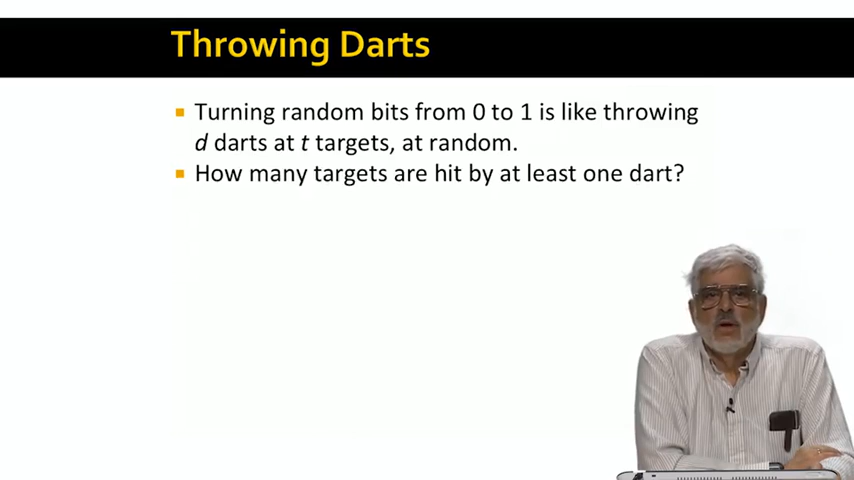 Throwing Darts
Turning random bits from 0 to 1 is like throwing
d darts at t targets, at random.
How many targets are hit by at least one dart?